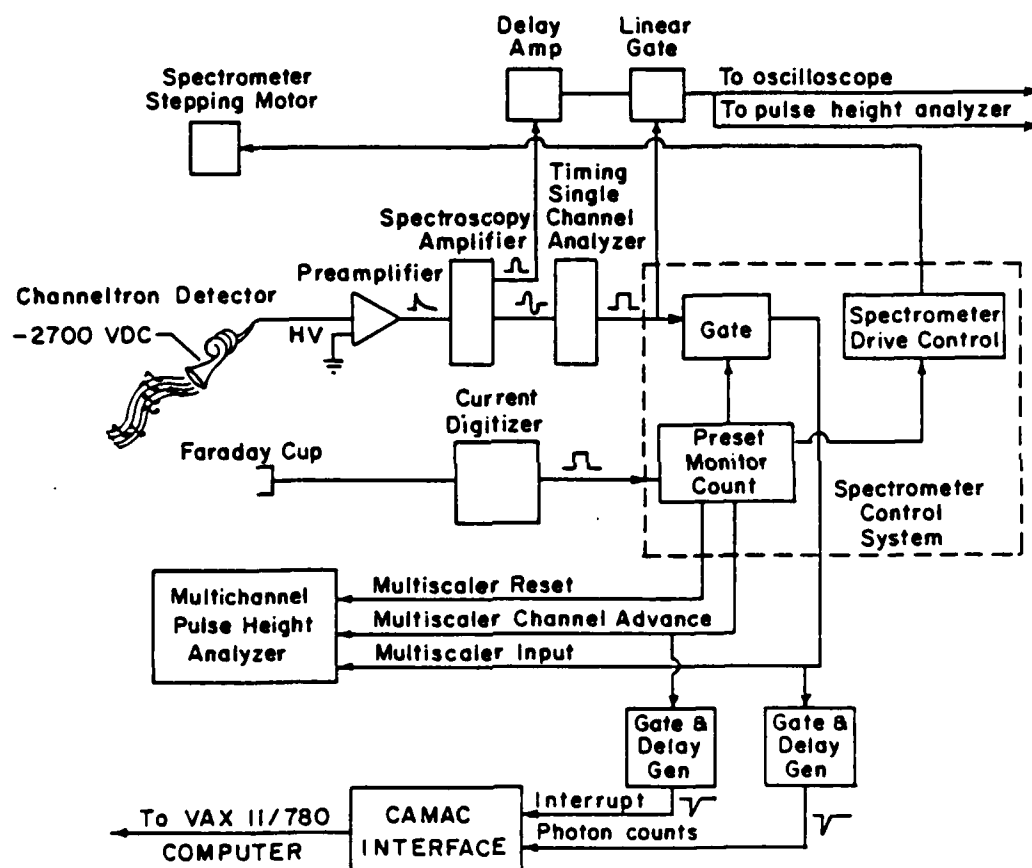 Delay
Amp
Linear
Gate
To oscilloscope
To pulse height analyzer
Spectrometer
Stepping Motor
Timing
Single
Channel
Analyzer
Spectroscopy
Amplifier
Preamplifier
Channeltron Detector
-2700 VDC
HV
Gate
Spectrometer
Drive Control
Current
Digitizer
Faraday Cup
Preset
Monitor
Count
Spectrometer
Control
System
Multichannel
Pulse Height
Analyzer
Multiscaler Reset
Multiscaler Channel Advance
Multiscaler Input
Gate &
Delay
Gen
Gate &
Delay
Gen
To VAX 11/780
COMPUTER
CAMAC
INTERFACE
Interrupt
Photon counts